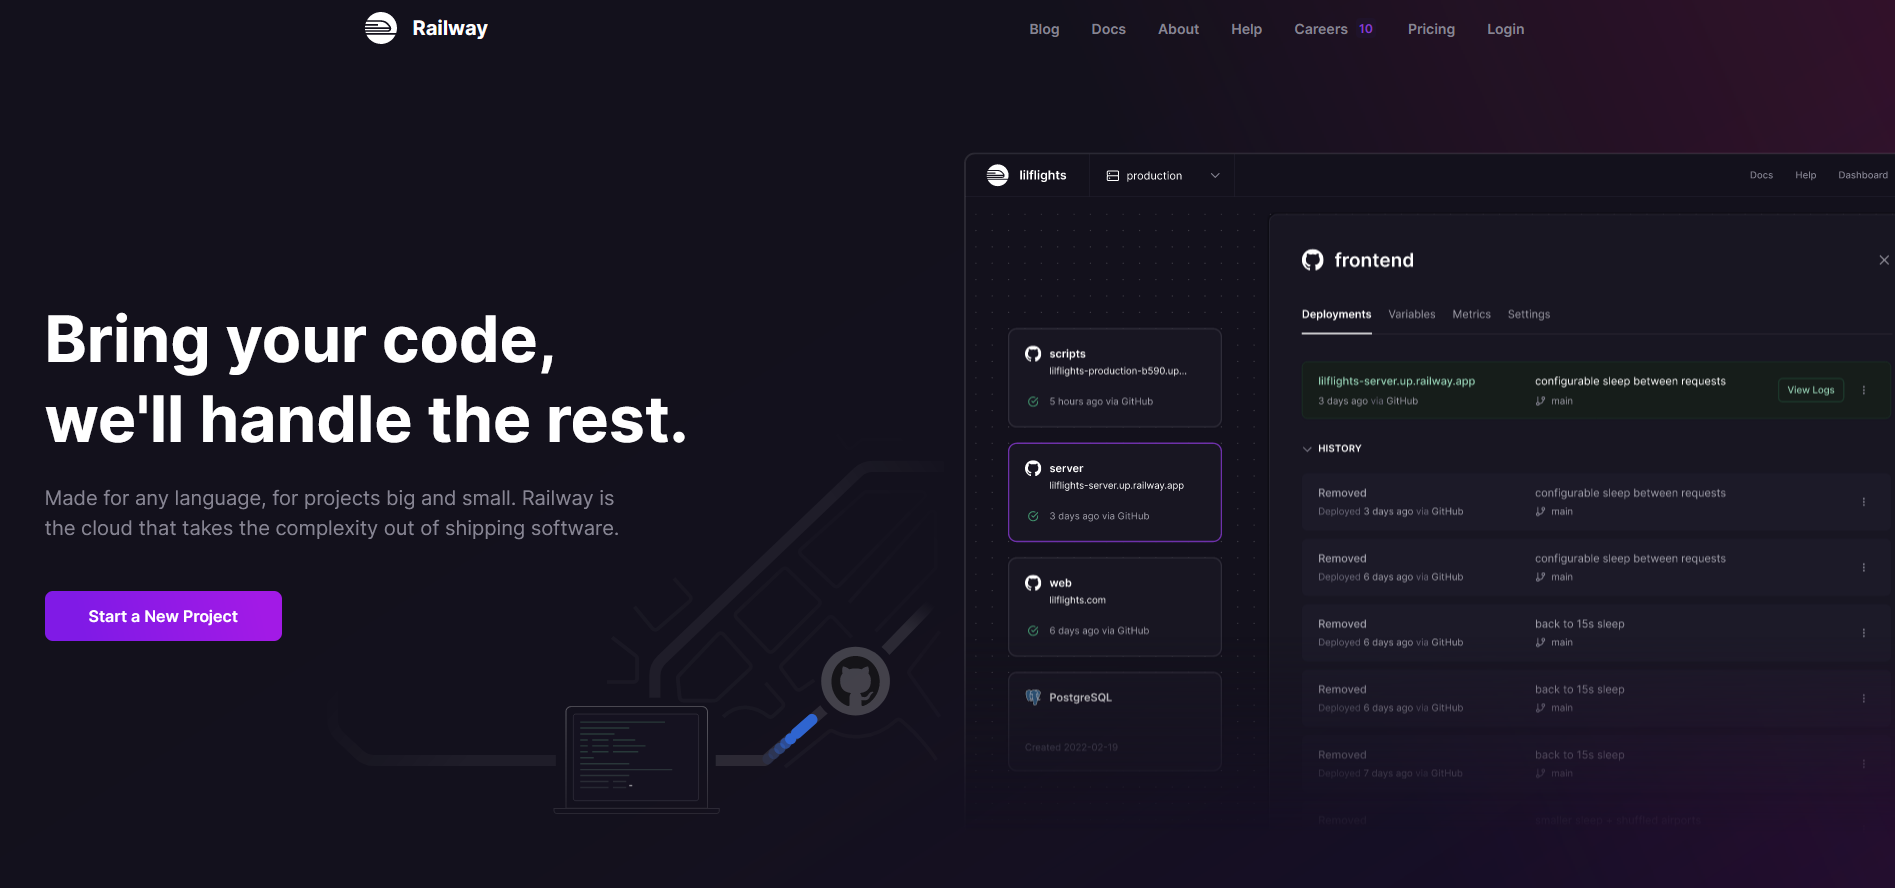 Railway
Blog
Docs
About
Help
Careers 10
Pricing
Login
Bring your code,
we'll handle the rest.
Made for any language, for projects big and small. Railway is
the cloud that takes the complexity out of shipping software.
Start a New Project
lilflights
production
Docs
Help
Dashboard
scripts
lilflights-production-b590.up...
5 hours ago via GitHub
server
lilflights-server.up.railway.app
3 days ago via GitHub
web
lilflights.com
6 days ago via GitHub
PostgreSQL
Created 2022-02-19
frontend
Deployments
Variables
Metrics
Settings
lilflights-server.up.railway.app
3 days ago via GitHub
configurable sleep between requests
main
View Logs
HISTORY
Removed
Deployed 3 days ago via GitHub
configurable sleep between requests
main
Removed
Deployed 6 days ago via GitHub
configurable sleep between requests
main
Removed
Deployed 6 days ago via GitHub
back to 15s sleep
main
Removed
Deployed 6 days ago via GitHub
back to 15s sleep
main
Removed
Deployed 7 days ago via GitHub
back to 15s sleep
main
Removed